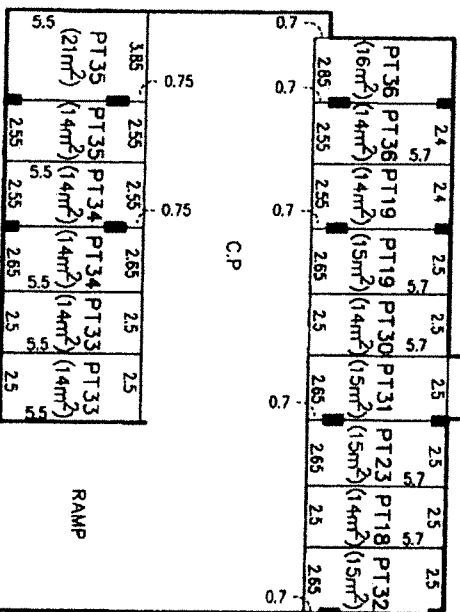 2.4
2.4
2.5
2.5
2.5
2.5
2.5
2.5
5.7
5.7
5.7
5.7
5.7
PT36
(16m²)
PT36
(14m²)
PT19
(14m²)
PT19
(15m²)
PT30
(14m²)
PT31
(15m²)
PT23
(15m²)
PT18
(14m²)
PT32
(15m²)
2.85
2.55
2.55
2.65
2.5
2.65
2.65
2.5
2.65
0.7
0.7
0.7
0.7
0.7
C.P
0.75
0.75
RAMP
3.85
2.55
2.55
2.65
2.5
2.5
PT35
(21m²)
PT35
(14m²)
PT34
(14m²)
PT34
(14m²)
PT33
(14m²)
PT33
(14m²)
5.5
5.5
5.5
5.5
5.5
2.55
2.55
2.65
2.5
2.5